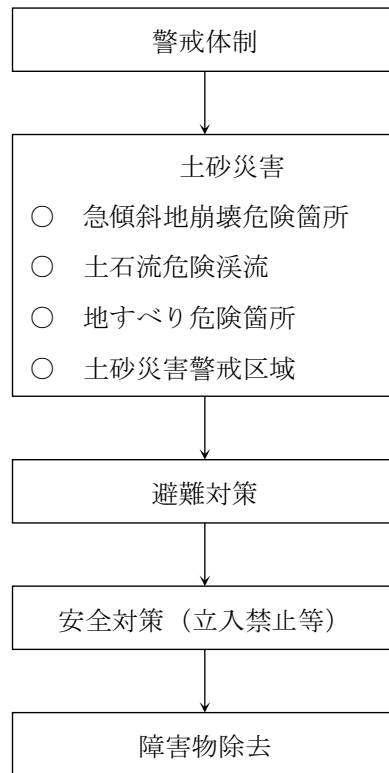 警戒体制
土砂災害
○　急傾斜地崩壊危険箇所
○　土石流危険渓流
○　地すべり危険箇所
○　土砂災害警戒区域
避難対策
安全対策（立入禁止等）
障害物除去